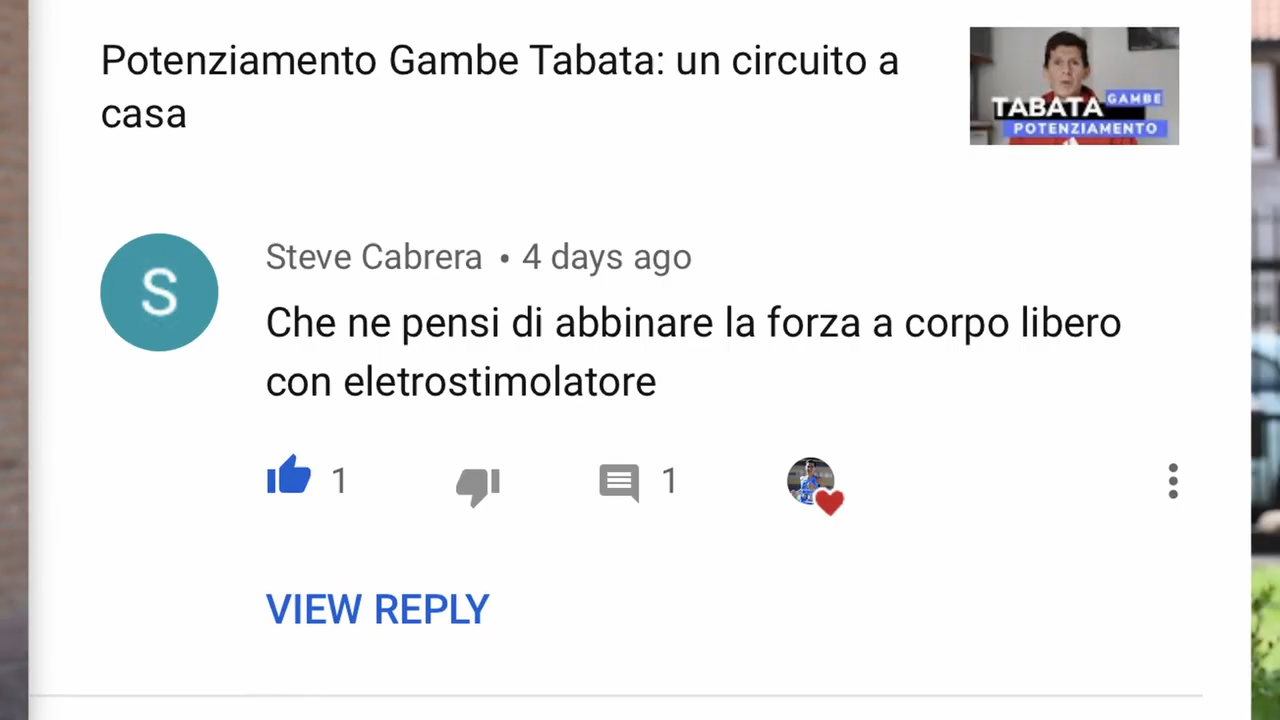 Potenziamento Gambe Tabata: un circuito a
casa
TABATA GAMBE
POTENZIAMENTO
S
Steve Cabrera • 4 days ago
Che ne pensi di abbinare la forza a corpo libero
con eletrostimolatore
1
1
VIEW REPLY